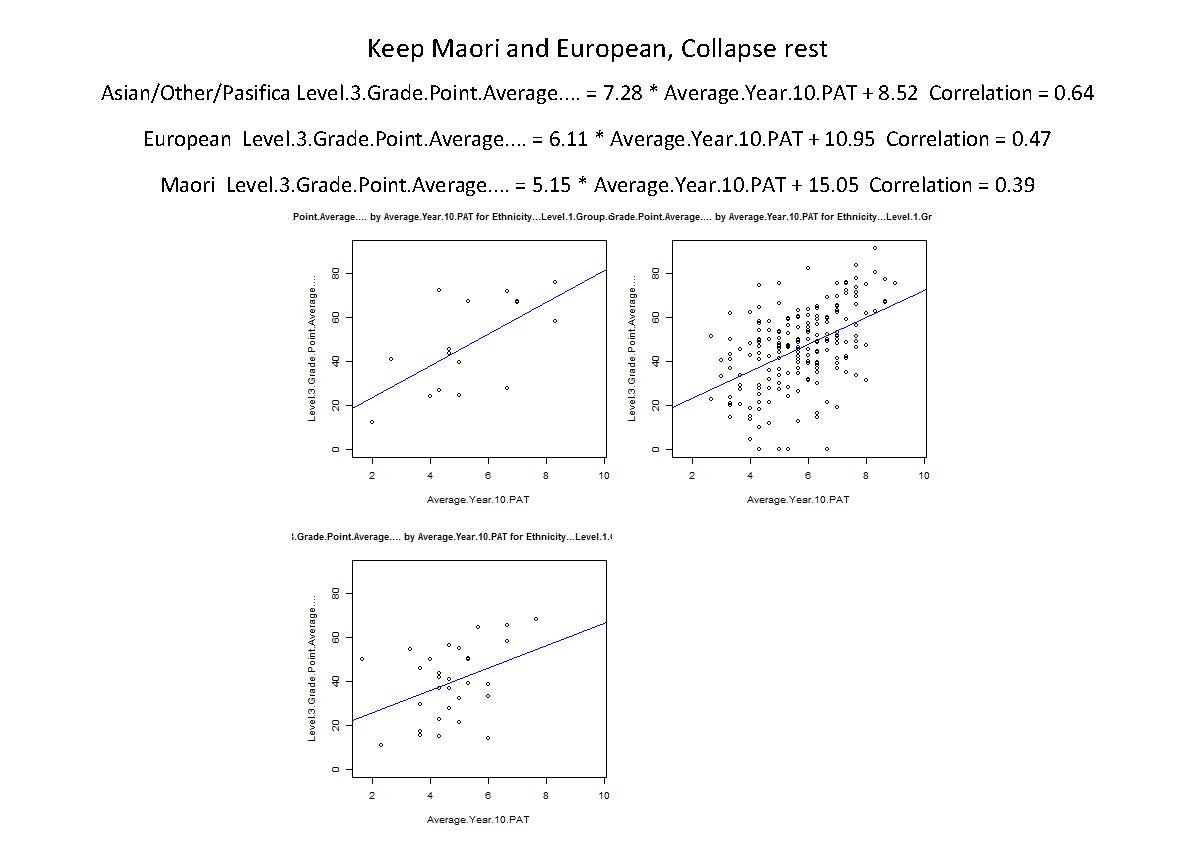 Keep Maori and European, Collapse rest
Asian/Other/Pasifica Level.3.Grade.Point.Average.... = 7.28 * Average.Year.10.PAT + 8.52 Correlation = 0.64
European Level.3.Grade.Point.Average.... = 6.11 * Average.Year.10.PAT + 10.95 Correlation = 0.47
Maori Level.3.Grade.Point.Average.... = 5.15 * Average.Year.10.PAT + 15.05 Correlation = 0.39
Point.Average.... by Average.Year.10.PAT for Ethnicity...Level.1.Group.
Level.3.Grade.Point.Average....
80
60
40
20
0
2 4 6 8 10
Average.Year.10.PAT
Grade.Point.Average.... by Average.Year.10.PAT for Ethnicity...Level.1.Gr
Level.3.Grade.Point.Average....
80
60
40
20
0
2 4 6 8 10
Average.Year.10.PAT
.Grade.Point.Average.... by Average.Year.10.PAT for Ethnicity...Level.1.
Level.3.Grade.Point.Average....
80
60
40
20
0
2 4 6 8 10
Average.Year.10.PAT